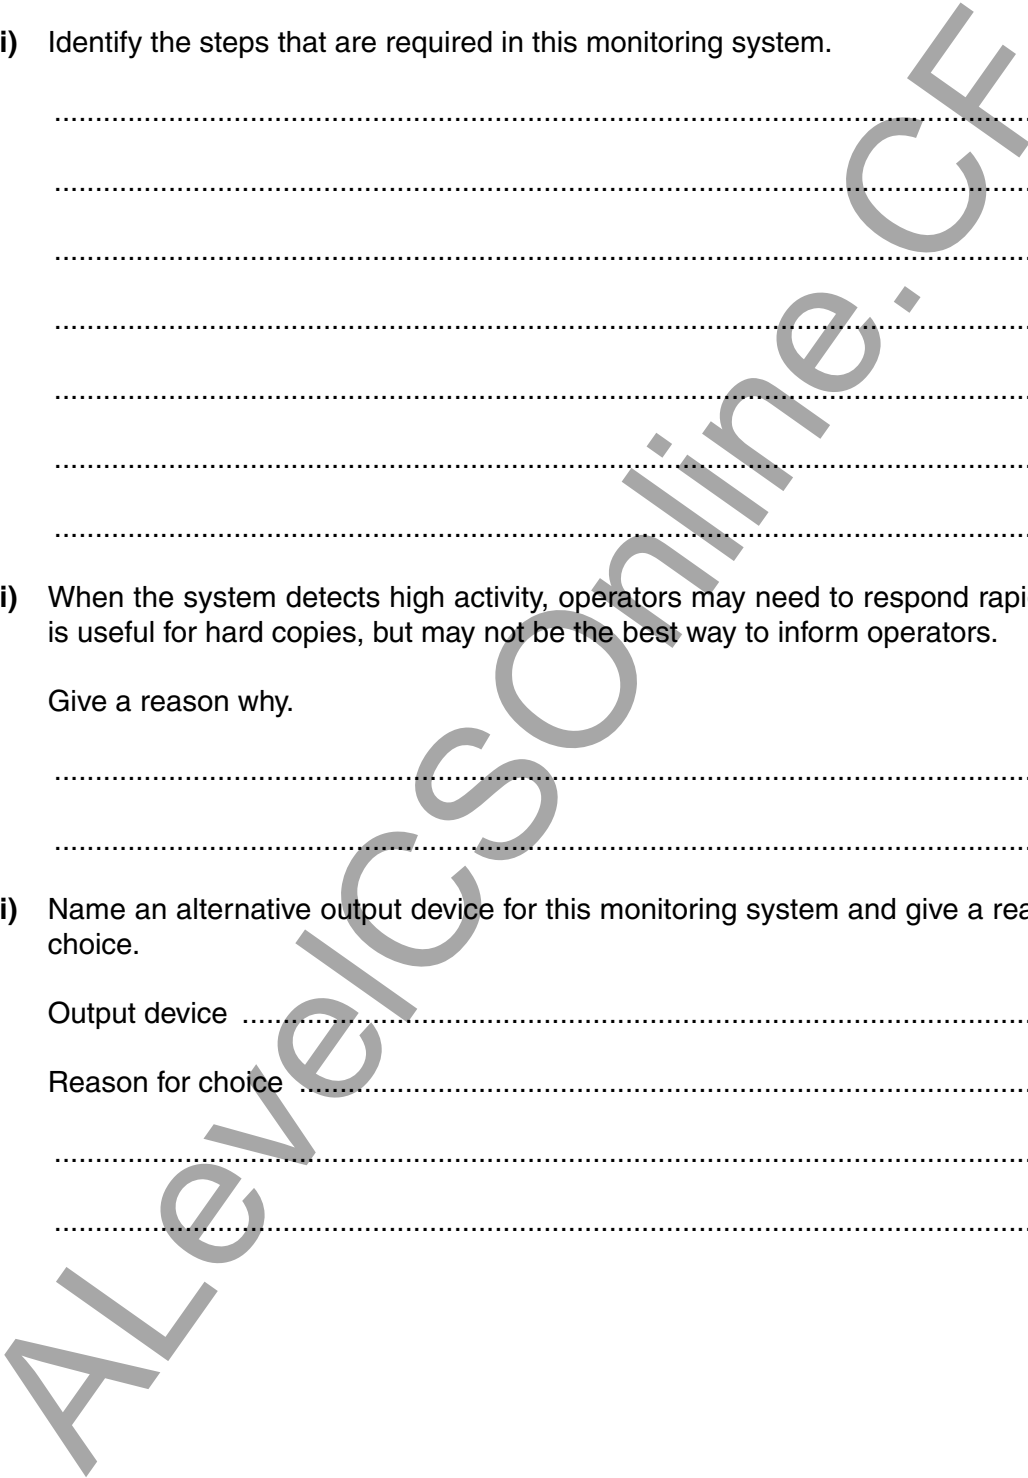 i) Identify the steps that are required in this monitoring system.
..........................................................................................
..........................................................................................
..........................................................................................
..........................................................................................
..........................................................................................
..........................................................................................
..........................................................................................
i) When the system detects high activity, operators may need to respond rapi
is useful for hard copies, but may not be the best way to inform operators.
Give a reason why.
..........................................................................................
..........................................................................................
i) Name an alternative output device for this monitoring system and give a rea
choice.
Output device ..........................................................................
Reason for choice ....................................................................
..........................................................................................
..........................................................................................
ALevelCSOnline.CF